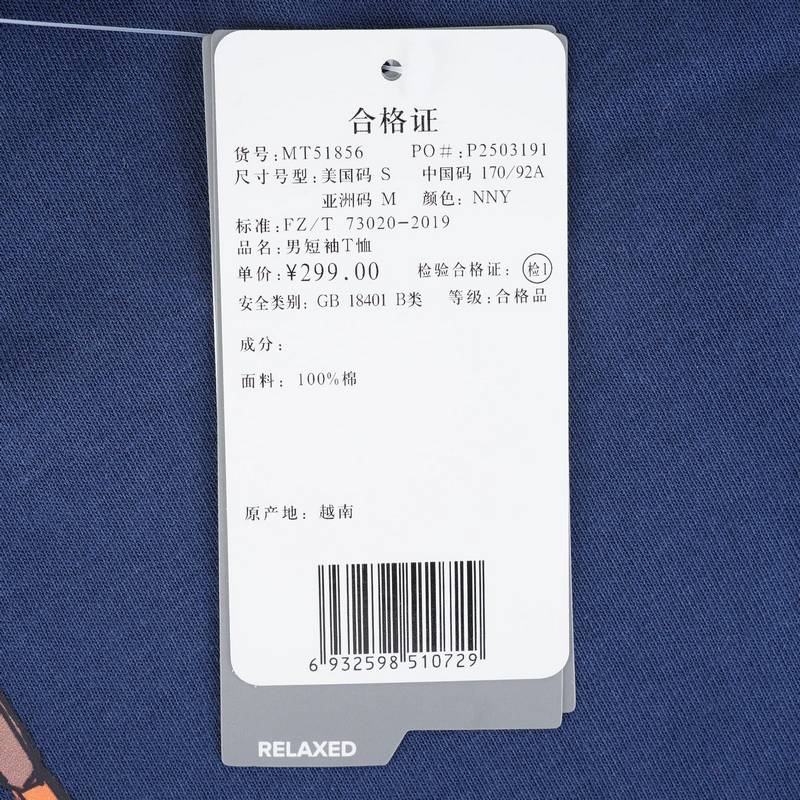 合格证
货号:MT51856 PO#:P2503191
尺寸号型:美国码 S 中国码 170/92A
亚洲码 M 颜色: NNY
标准:FZ/T 73020-2019
品名:男短袖T恤
单价:¥299.00 检验合格证: 检1
安全类别: GB 18401 B类 等级:合格品
成分:
面料: 100%棉
原产地: 越南
6 932598 510729
RELAXED